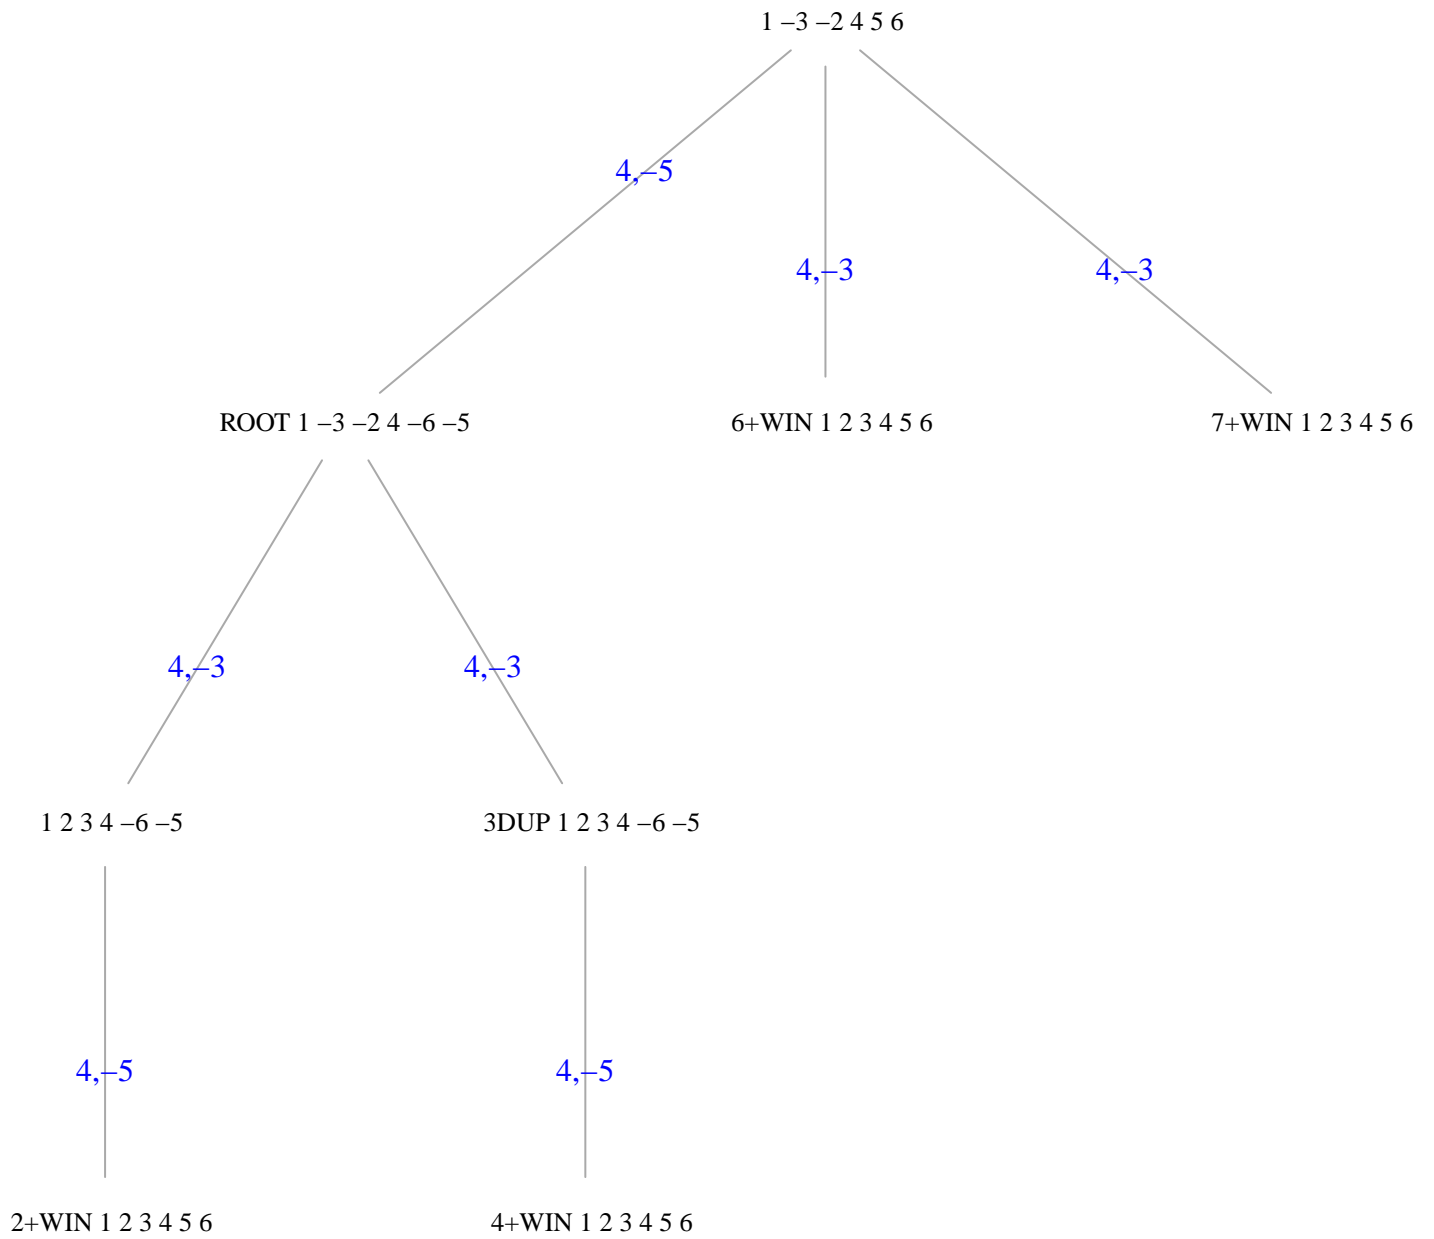 1 –3 –2 4 5 6
4,–5
4,–3
4,–3
ROOT 1 –3 –2 4 –6 –5
6+WIN 1 2 3 4 5 6
7+WIN 1 2 3 4 5 6
4,–3
4,–3
1 2 3 4 –6 –5
3DUP 1 2 3 4 –6 –5
4,–5
4,–5
2+WIN 1 2 3 4 5 6
4+WIN 1 2 3 4 5 6